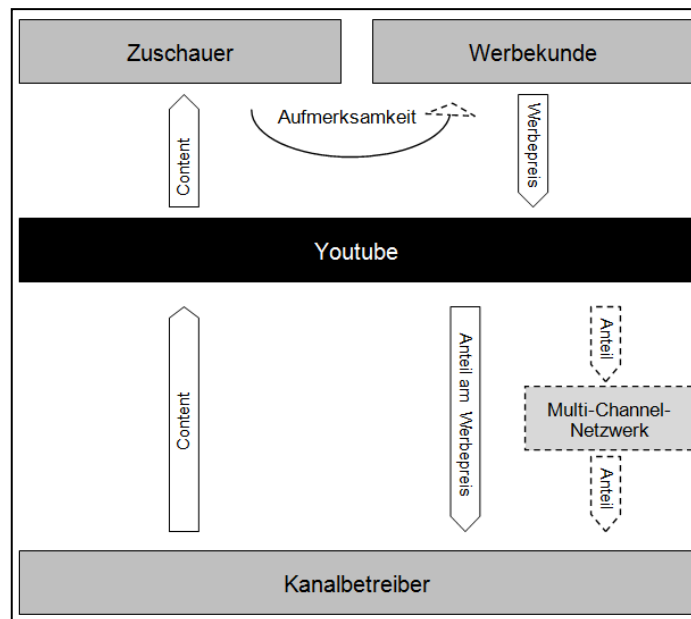 Zuschauer
Werbekunde
Aufmerksamkeit
Content
Werbepreis
Youtube
Content
Anteil am Werbepreis
Anteil
Multi-Channel-
Netzwerk
Anteil
Kanalbetreiber